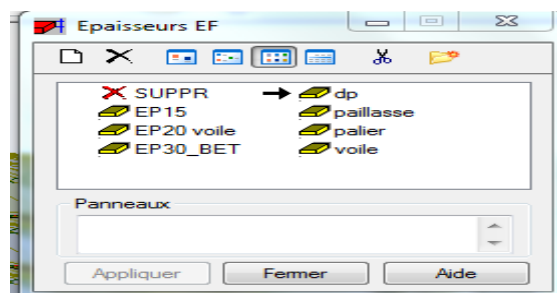 Epaisseurs EF
SUPPR dp
EP15 paillasse
EP20 voile palier
EP30_BET voile
Panneaux
Appliquer Fermer Aide